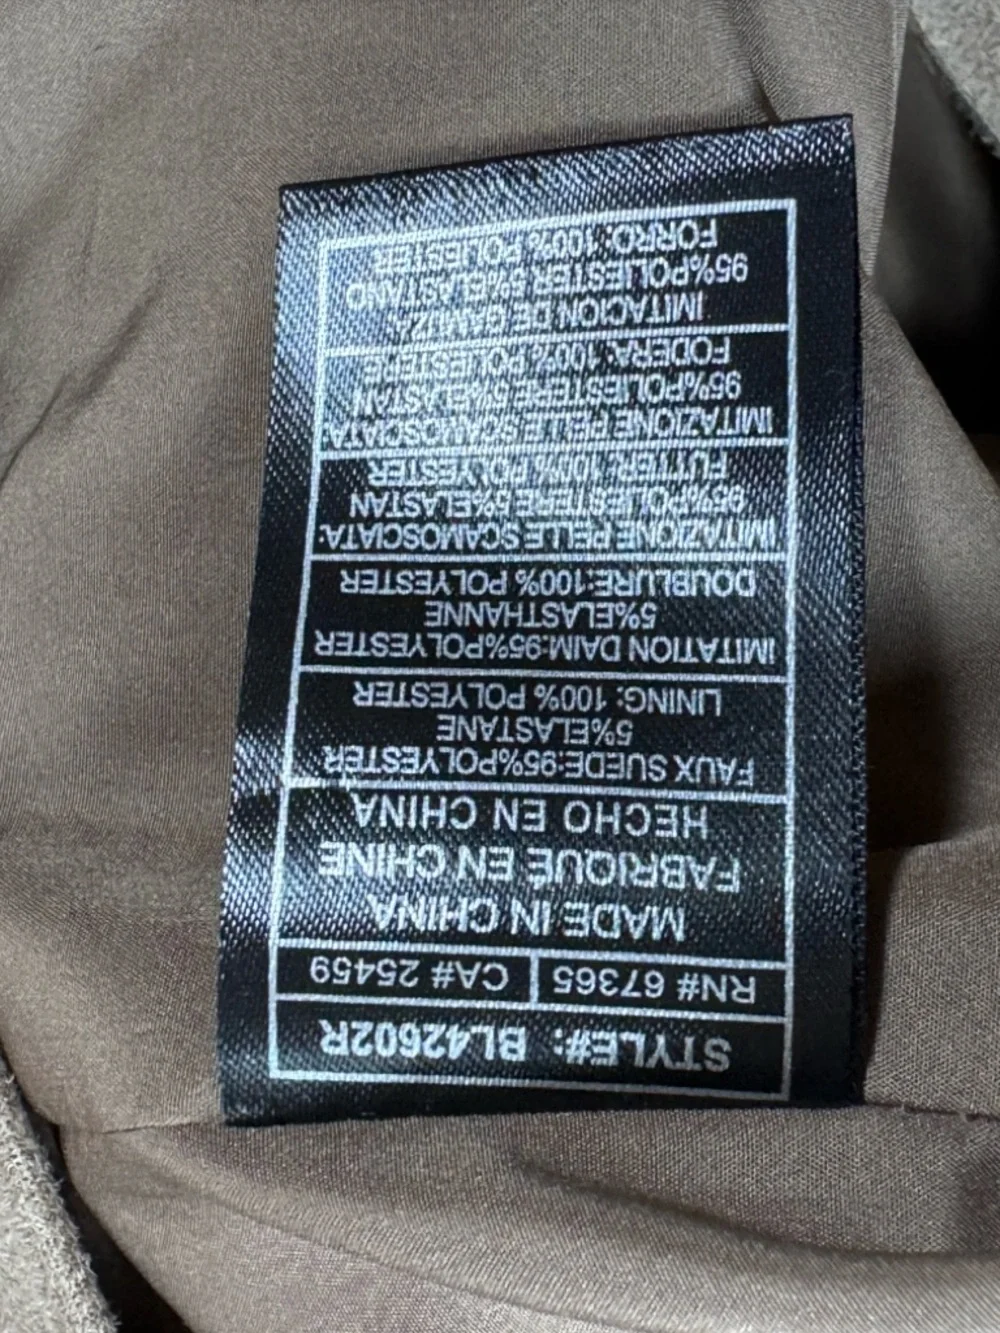 STYLE#: BL42602R
RN# 67365 CA# 25459
MADE IN CHINA
FABRIQUÉ EN CHINE
HECHO EN CHINA
FAUX SUEDE:95%POLYESTER
5%ELASTANE
LINING: 100% POLYESTER
IMITATION DAIM:95%POLYESTER
5%ELASTHANNE
DOUBLURE:100% POLYESTER
IMITAZIONE PELLE SCAMOSCIATA:
95%POLIESTERE 5%ELASTAN
FUTTER: 100% POLYESTER
IMITAZIONE PELLE SCAMOSCIATA:
95%POLIESTERE 5%ELASTAN
FODERA: 100% POLIESTERE
IMITACION DE GAMUZA:
95%POLIESTER 5%ELASTANO
FORRO: 100% POLIESTER